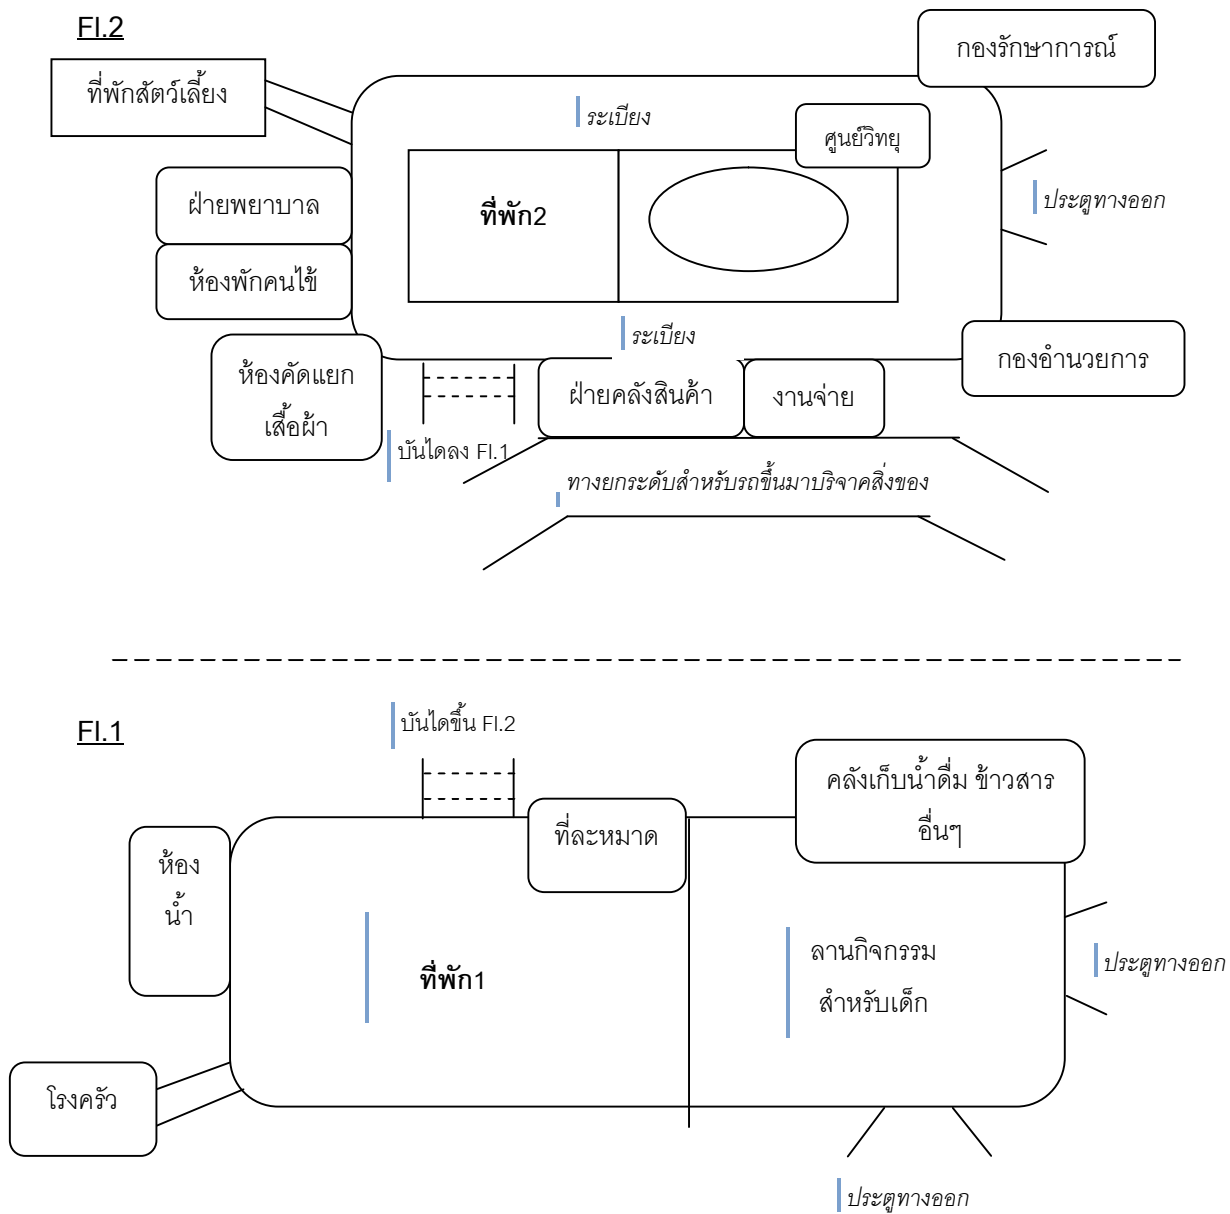 Fl.2
กองรักษาการณ์
ที่พักสัตว์เลี้ยง
ระเบียง
ศูนย์วิทยุ
ฝ่ายพยาบาล
ที่พัก2
ประตูทางออก
ห้องพักคนไข้
ระเบียง
กองอำนวยการ
ห้องคัดแยก
เสื้อผ้า
ฝ่ายคลังสินค้า
งานจ่าย
บันไดลง Fl.1
ทางยกระดับสำหรับรถขึ้นมาบริจาคสิ่งของ
Fl.1
บันไดขึ้น Fl.2
คลังเก็บน้ำดื่ม ข้าวสาร
อื่นๆ
ที่ละหมาด
ห้อง
น้ำ
ที่พัก1
ลานกิจกรรม
สำหรับเด็ก
ประตูทางออก
โรงครัว
ประตูทางออก